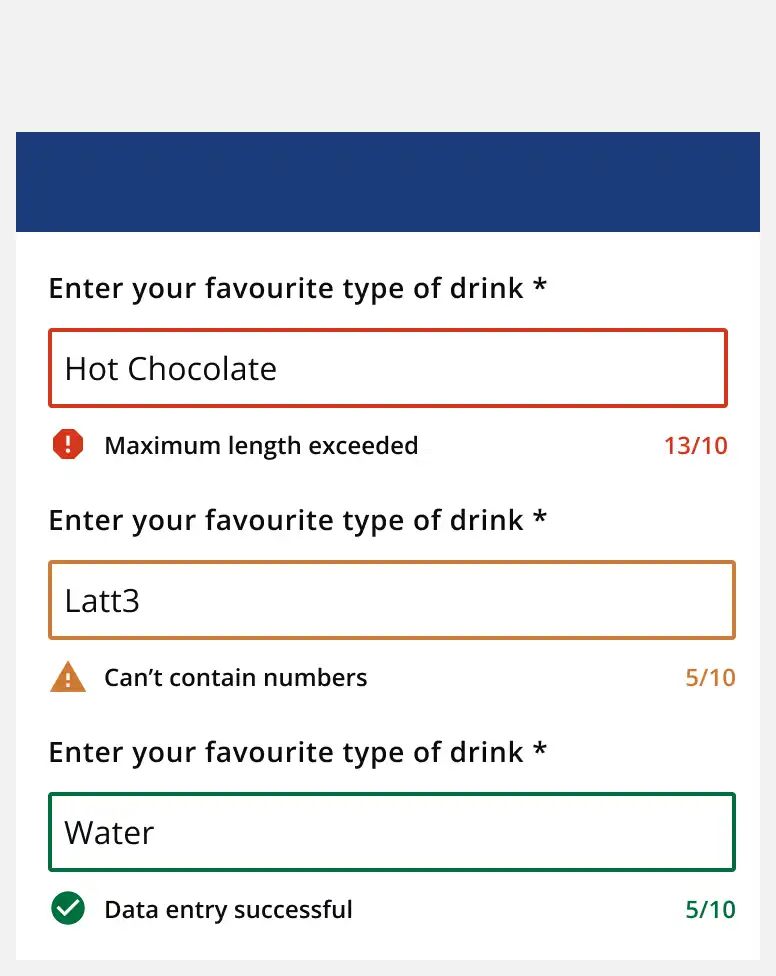 Enter your favourite type of drink *
Hot Chocolate
Maximum length exceeded 13/10
Enter your favourite type of drink *
Latt3
Can’t contain numbers 5/10
Enter your favourite type of drink *
Water
Data entry successful 5/10